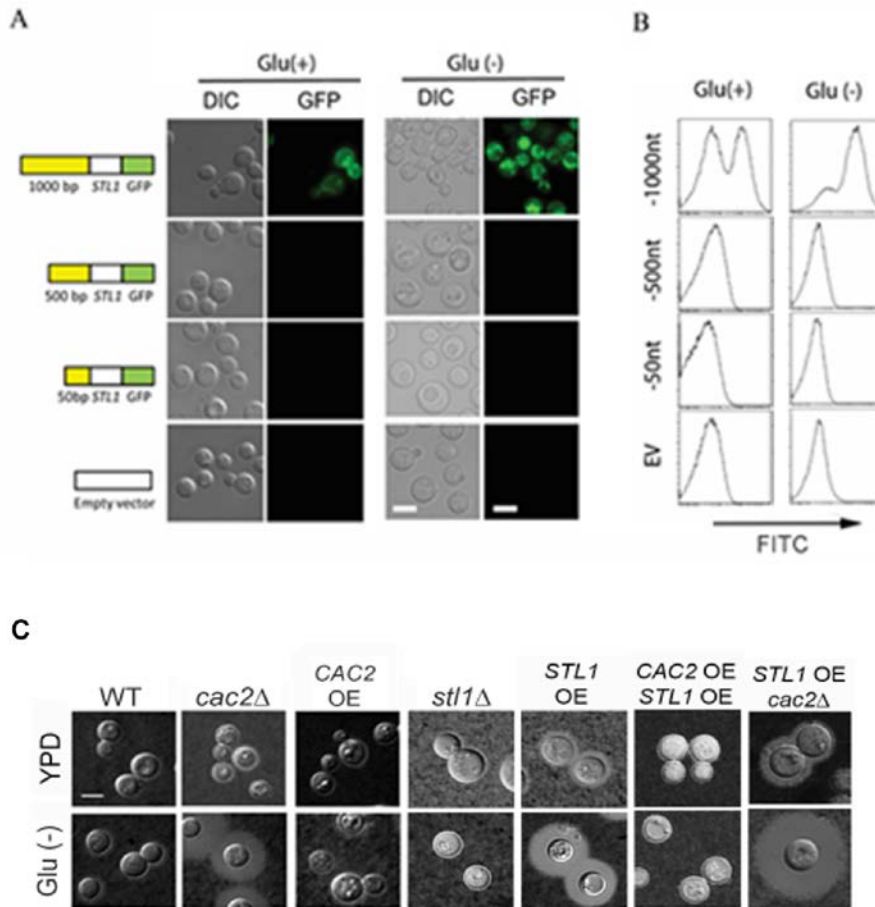 A
Glu(+)
Glu (-)
DIC
GFP
DIC
GFP
1000 bp STL1 GFP
500 bp STL1 GFP
50bp STL1 GFP
Empty vector
B
Glu(+)
Glu (-)
-1000nt
-500nt
-50nt
EV
FITC
C
WT
cac2Δ
CAC2
OE
stl1Δ
STL1
OE
CAC2 OE
STL1 OE
STL1 OE
cac2Δ
YPD
Glu (-)